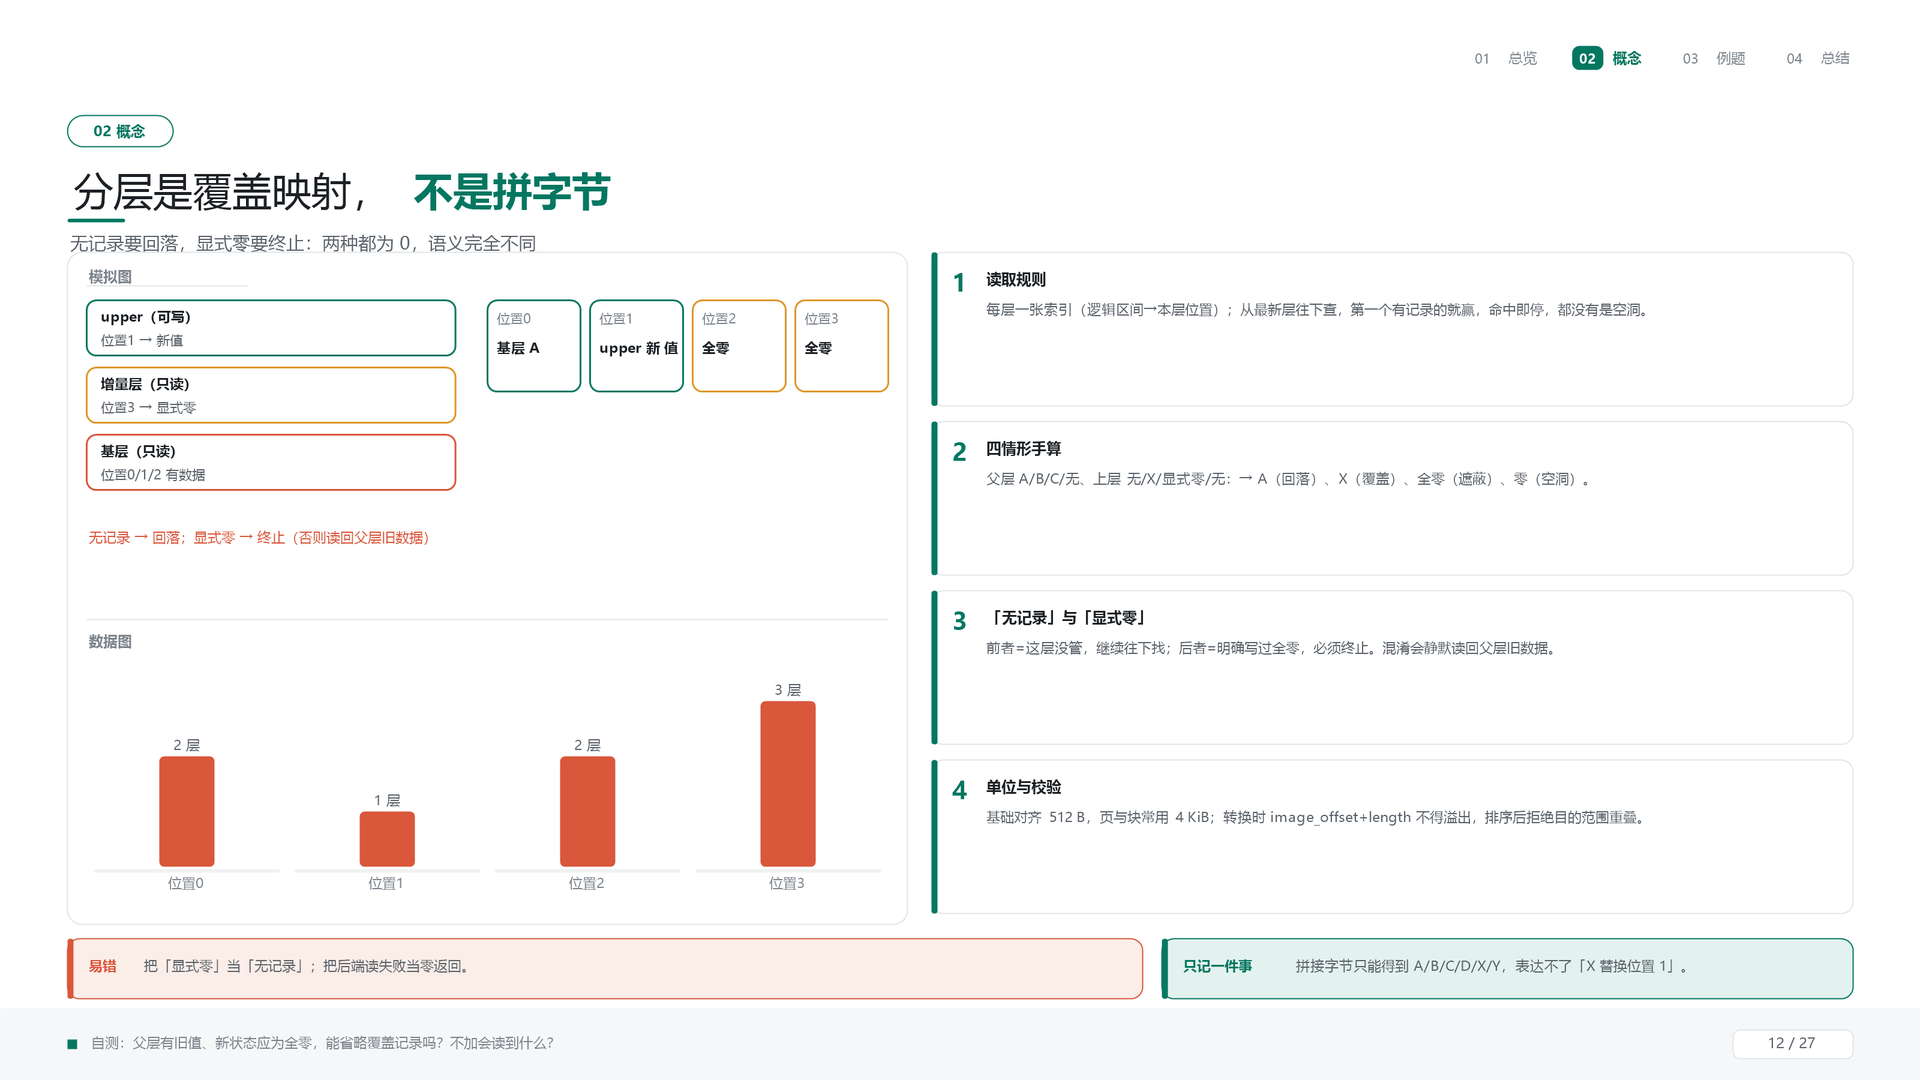 01 总览 02 概念 03 例题 04 总结
02 概念
分层是覆盖映射， 不是拼字节
无记录要回落，显式零要终止：两种都为 0，语义完全不同
模拟图
upper（可写）
位置1 → 新值
增量层（只读）
位置3 → 显式零
基层（只读）
位置0/1/2 有数据
位置0
基层 A
位置1
upper 新 值
位置2
全零
位置3
全零
无记录 → 回落；显式零 → 终止（否则读回父层旧数据）
数据图
2 层
1 层
2 层
3 层
位置0
位置1
位置2
位置3
1 读取规则
每层一张索引（逻辑区间→本层位置）；从最新层往下查，第一个有记录的就赢，命中即停，都没有是空洞。
2 四情形手算
父层 A/B/C/无、上层 无/X/显式零/无：→ A（回落）、X（覆盖）、全零（遮蔽）、零（空洞）。
3 「无记录」与「显式零」
前者=这层没管，继续往下找；后者=明确写过全零，必须终止。混淆会静默读回父层旧数据。
4 单位与校验
基础对齐 512 B，页与块常用 4 KiB；转换时 image_offset+length 不得溢出，排序后拒绝目的范围重叠。
易错 把「显式零」当「无记录」；把后端读失败当零返回。
只记一件事 拼接字节只能得到 A/B/C/D/X/Y，表达不了「X 替换位置 1」。
自测：父层有旧值、新状态应为全零，能省略覆盖记录吗？不加会读到什么？
12 / 27